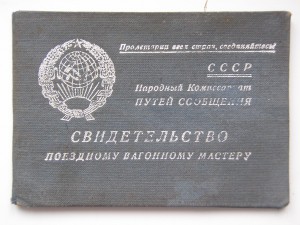 Пролетарии всех стран, соединяйтесь!
СССР
Народный Комиссариат
ПУТЕЙ СООБЩЕНИЯ
СВИДЕТЕЛЬСТВО
ПОЕЗДНОМУ ВАГОННОМУ МАСТЕРУ